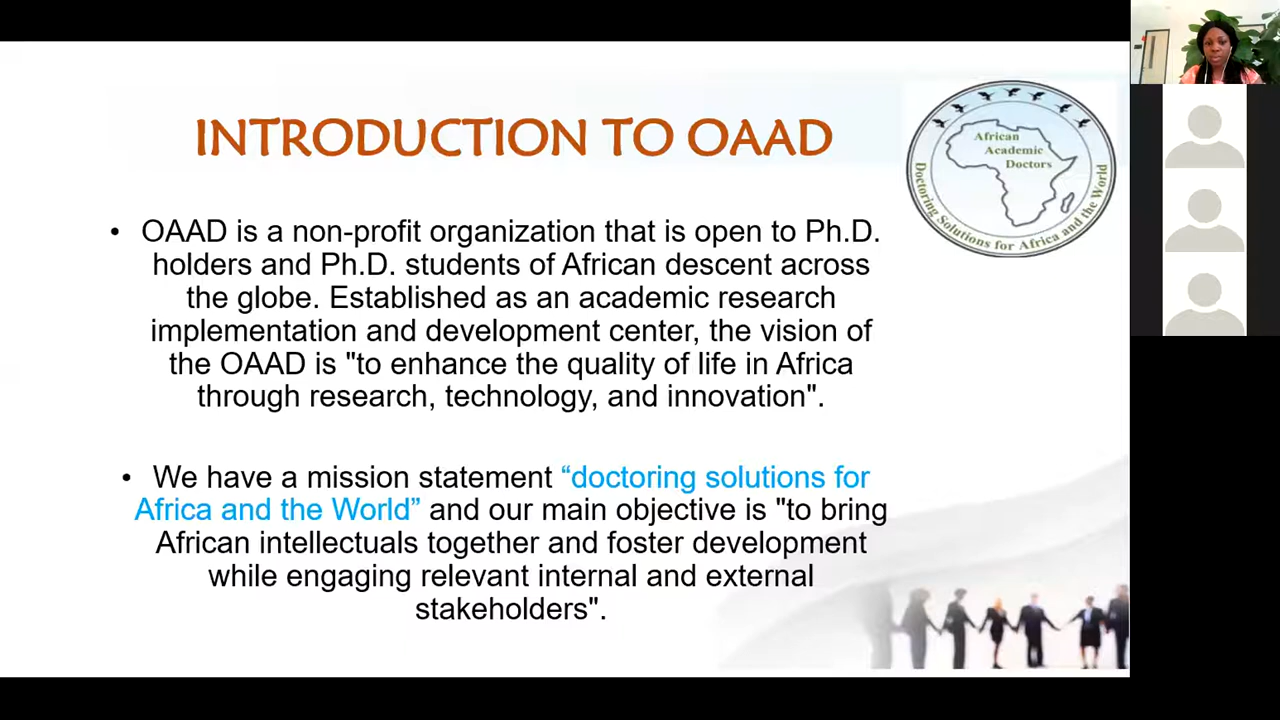 INTRODUCTION TO OAAD
African
Academic
Doctors
Doctoring Solutions for Africa and the World
• OAAD is a non-profit organization that is open to Ph.D.
holders and Ph.D. students of African descent across
the globe. Established as an academic research
implementation and development center, the vision of
the OAAD is "to enhance the quality of life in Africa
through research, technology, and innovation".
• We have a mission statement “doctoring solutions for
Africa and the World” and our main objective is "to bring
African intellectuals together and foster development
while engaging relevant internal and external
stakeholders".